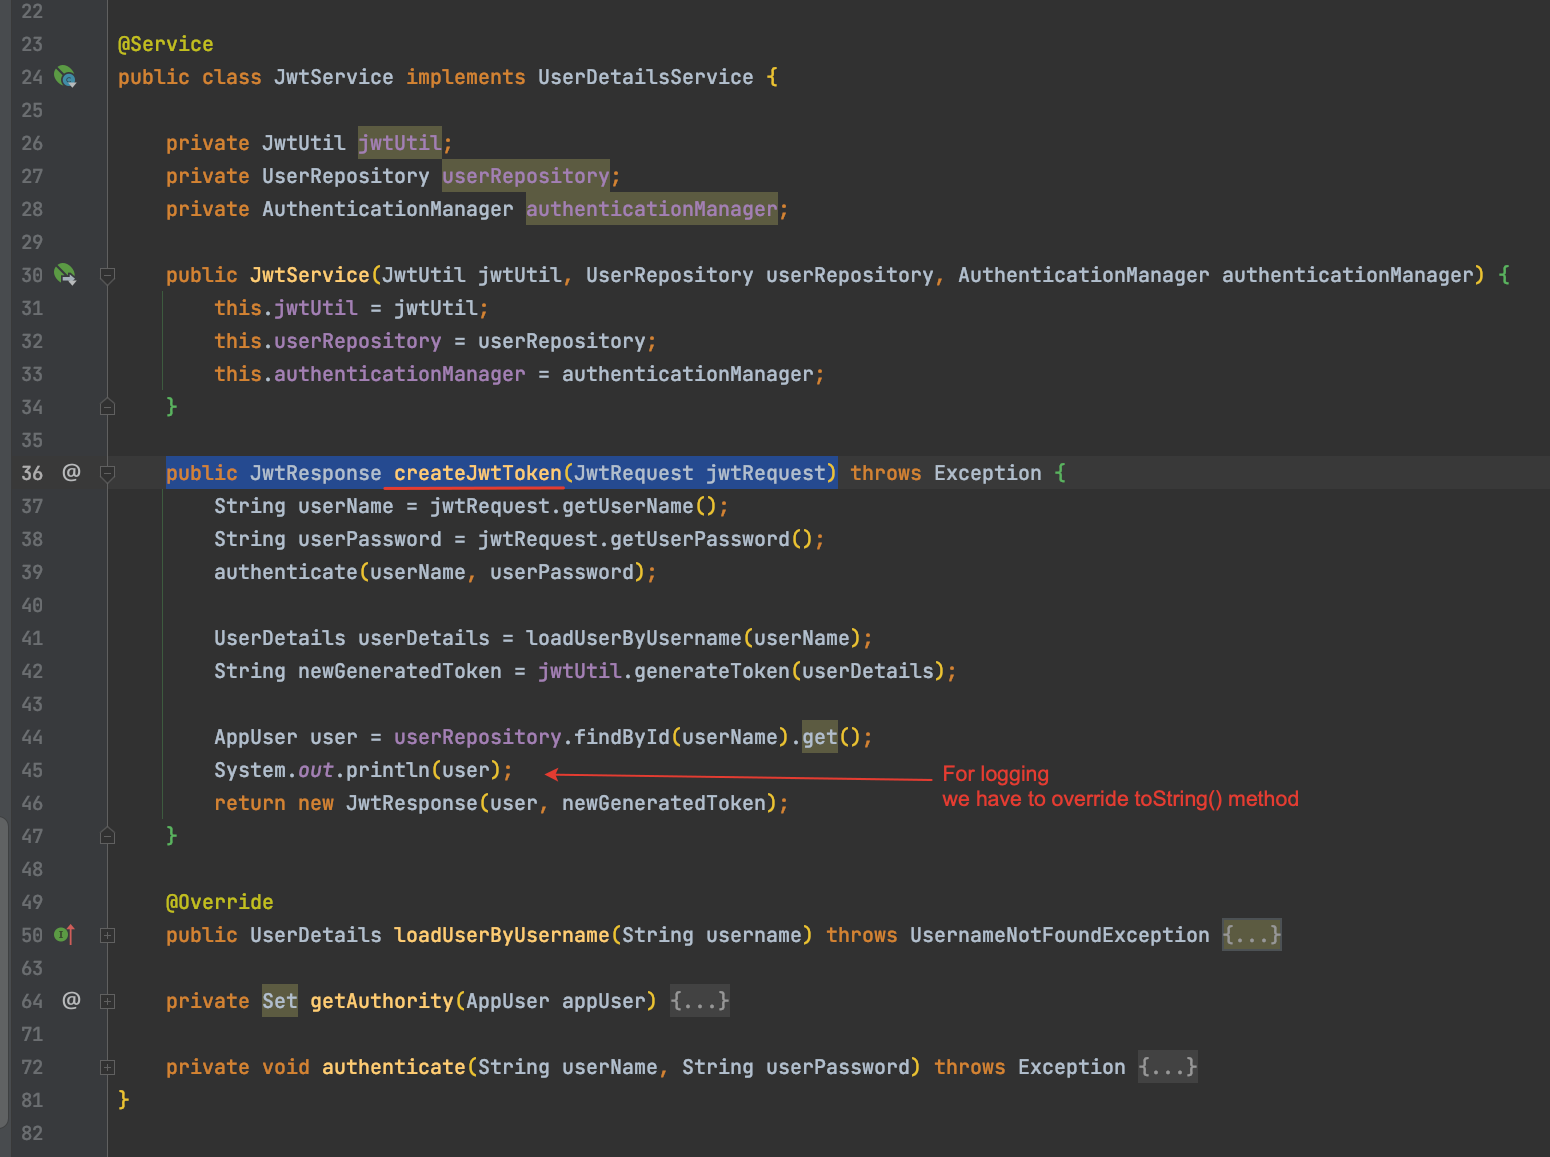 22
23 @Service
24 public class JwtService implements UserDetailsService {
25
26 private JwtUtil jwtUtil;
27 private UserRepository userRepository;
28 private AuthenticationManager authenticationManager;
29
30 public JwtService(JwtUtil jwtUtil, UserRepository userRepository, AuthenticationManager authenticationManager) {
31 this.jwtUtil = jwtUtil;
32 this.userRepository = userRepository;
33 this.authenticationManager = authenticationManager;
34 }
35
36 @ public JwtResponse createJwtToken(JwtRequest jwtRequest) throws Exception {
37 String userName = jwtRequest.getUserName();
38 String userPassword = jwtRequest.getUserPassword();
39 authenticate(userName, userPassword);
40
41 UserDetails userDetails = loadUserByUsername(userName);
42 String newGeneratedToken = jwtUtil.generateToken(userDetails);
43
44 AppUser user = userRepository.findById(userName).get();
45 System.out.println(user);
For logging
46 return new JwtResponse(user, newGeneratedToken);
we have to override toString() method
47 }
48
49 @Override
50 public UserDetails loadUserByUsername(String username) throws UsernameNotFoundException {...}
63
64 @ private Set getAuthority(AppUser appUser) {...}
71
72 private void authenticate(String userName, String userPassword) throws Exception {...}
81 }
82